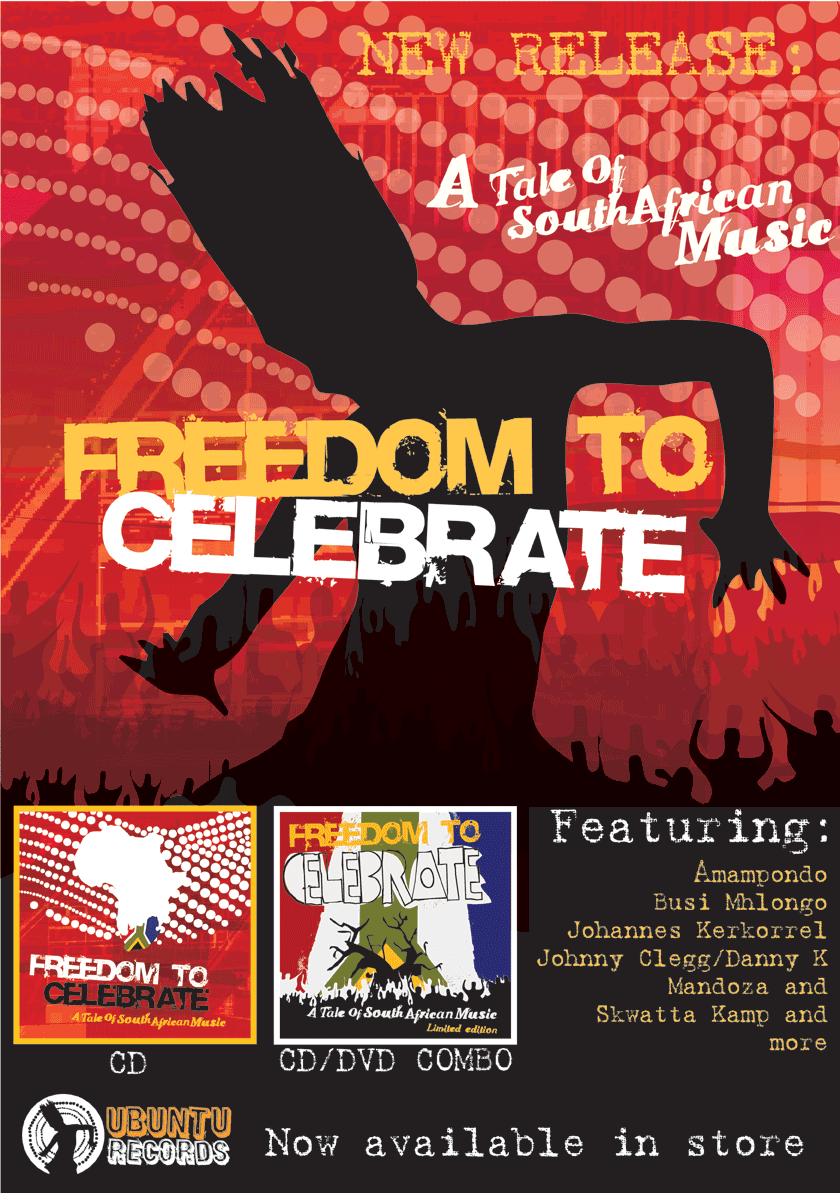 NEW RELEASE:
A Tale Of
South African
Music
FREEDOM TO
CELEBRATE
FREEDOM TO
CELEBRATE
A Tale Of South African Music
CD
FREEDOM TO
CELEBRATE
A Tale Of South African Music
Limited edition
CD/DVD COMBO
Featuring:
Amampondo
Busi Mhlongo
Johannes Kerkorrel
Johnny Clegg/Danny K
Mandoza and
Skwatta Kamp and
more
UBUNTU
RECORDS
Now available in store